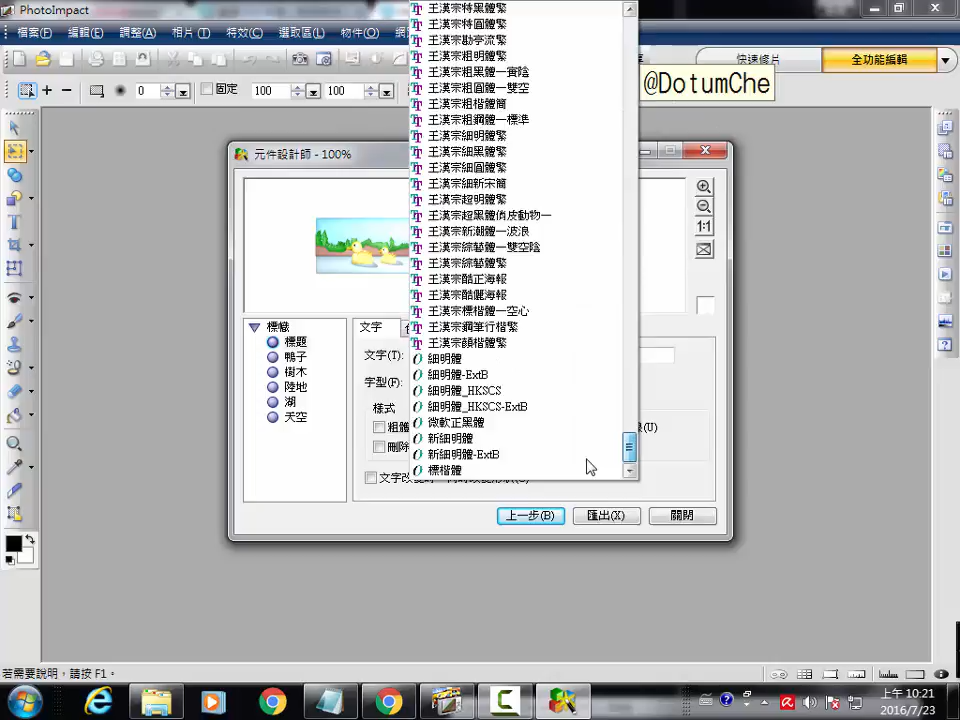 PhotoImpact
檔案(F) 編輯(E) 調整(A) 相片(T) 特效(C) 選取區(L) 物件(O)
快速修片 全功能編輯
0 固定 100 100
@DotumChe
元件設計師 - 100%
1:1
標幟
標題
鴨子
樹木
陸地
湖
天空
文字
文字(T):
字型(F):
樣式
粗體
刪除
王漢宗特黑體繁
王漢宗特圓體繁
王漢宗勘亭流繁
王漢宗粗明體繁
王漢宗粗黑體一實陰
王漢宗粗圓體一雙空
王漢宗粗楷體簡
王漢宗粗鋼體一標準
王漢宗細明體繁
王漢宗細黑體繁
王漢宗細圓體繁
王漢宗細新宋簡
王漢宗超明體繁
王漢宗超黑體俏皮動物一
王漢宗新潮體一波浪
王漢宗綜藝體一雙空陰
王漢宗綜藝體繁
王漢宗酷正海報
王漢宗酷儷海報
王漢宗標楷體一空心
王漢宗鋼筆行楷繁
王漢宗顏楷體繁
細明體
細明體-ExtB
細明體_HKSCS
細明體_HKSCS-ExtB
微軟正黑體
新細明體
新細明體-ExtB
標楷體
上一步(B) 匯出(X) 關閉
若需要說明，請按 F1。
上午 10:21
2016/7/23